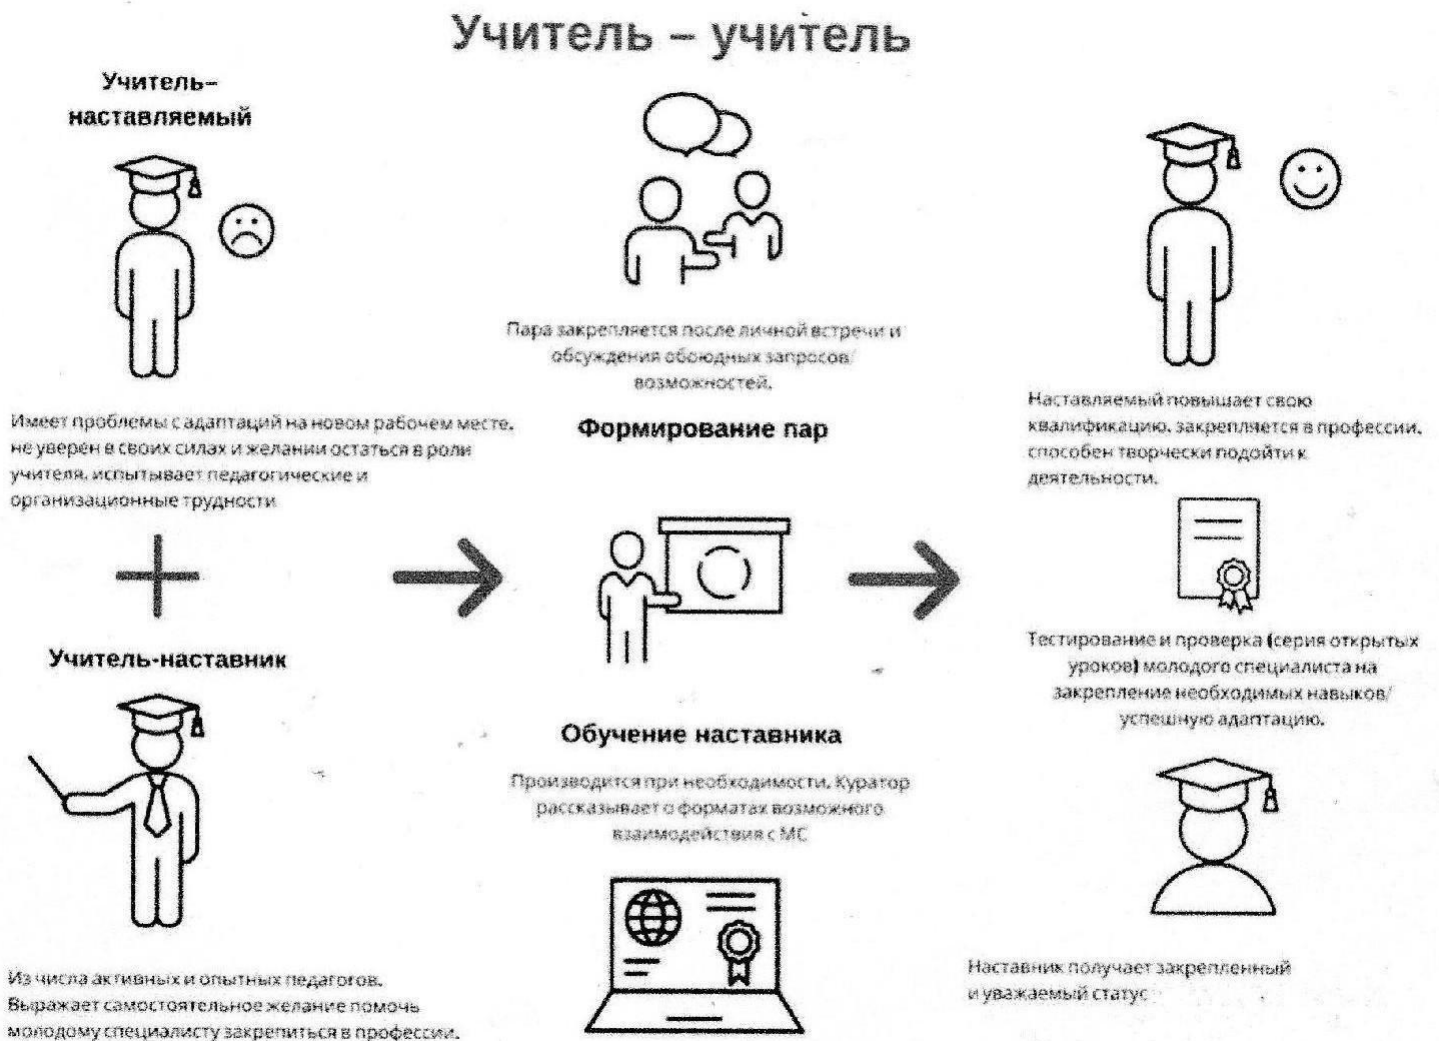 Учитель – учитель
Учитель–
наставляемый
Имеет проблемы с адаптаций на новом рабочем месте,
не уверен в своих силах и желании остаться в роли
учителя, испытывает педагогические и
организационные трудности
Учитель-наставник
Из числа активных и опытных педагогов.
Выражает самостоятельное желание помочь
молодому специалисту закрепиться в профессии.
Пара закрепляется после личной встречи и
обсуждения обоюдных запросов/
возможностей.
Формирование пар
Обучение наставника
Производится при необходимости. Куратор
рассказывает о форматах возможного
взаимодействия с МС
Наставляемый повышает свою
квалификацию, закрепляется в профессии,
способен творчески подойти к
деятельности.
Тестирование и проверка (серия открытых
уроков) молодого специалиста на
закрепление необходимых навыков/
успешную адаптацию.
Наставник получает закрепленный
и уважаемый статус